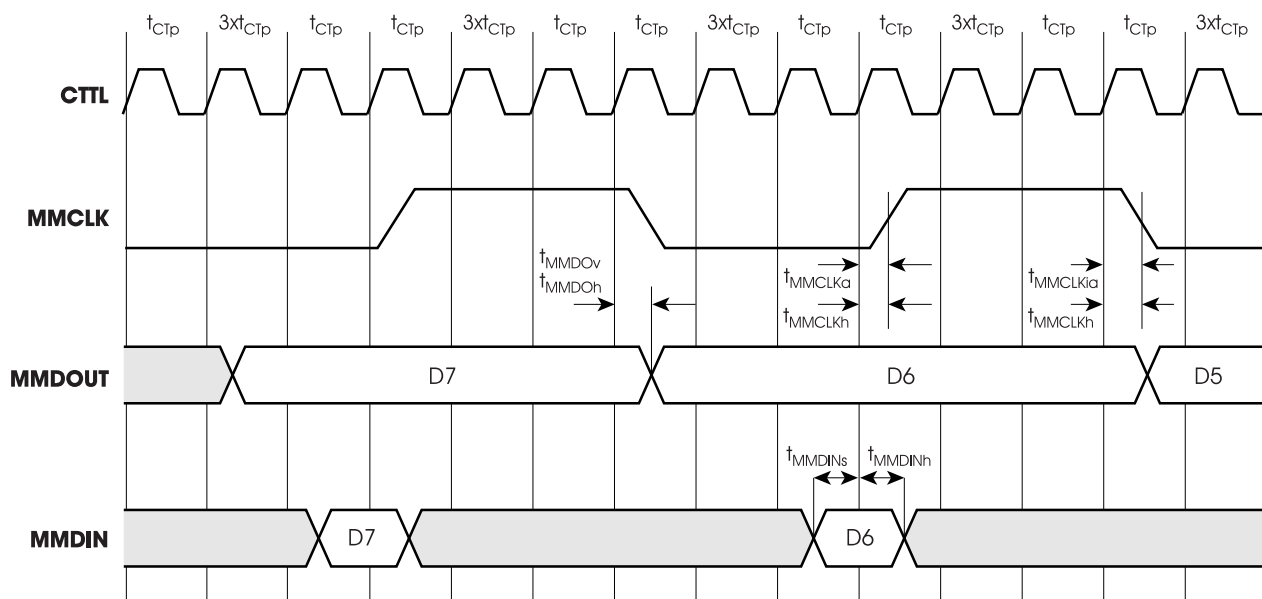 tCTp 3xtCTp tCTp tCTp 3xtCTp tCTp tCTp 3xtCTp tCTp tCTp 3xtCTp tCTp tCTp 3xtCTp
CTTL
MMCLK
tMMDOv
tMMDOh
tMMCLKa
tMMCLKh
tMMCLKia
tMMCLKh
MMDOUT
D7
D6
D5
tMMDINs
tMMDINh
MMDIN
D7
D6